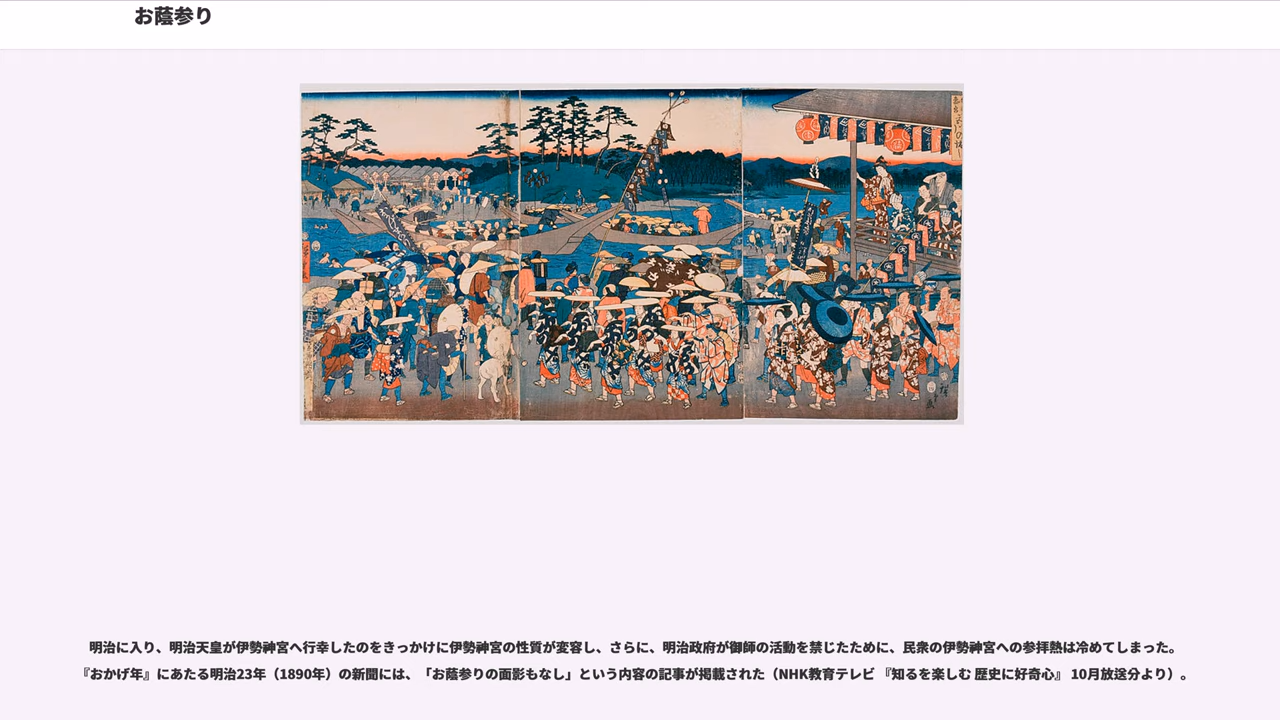 お蔭参り
明治に入り、明治天皇が伊勢神宮へ行幸したのをきっかけに伊勢神宮の性質が変容し、さらに、明治政府が御師の活動を禁じたために、民衆の伊勢神宮への参拝熱は冷めてしまった。
『おかげ年』にあたる明治23年（1890年）の新聞には、「お蔭参りの面影もなし」という内容の記事が掲載された（NHK教育テレビ 『知るを楽しむ 歴史に好奇心』 10月放送分より）。